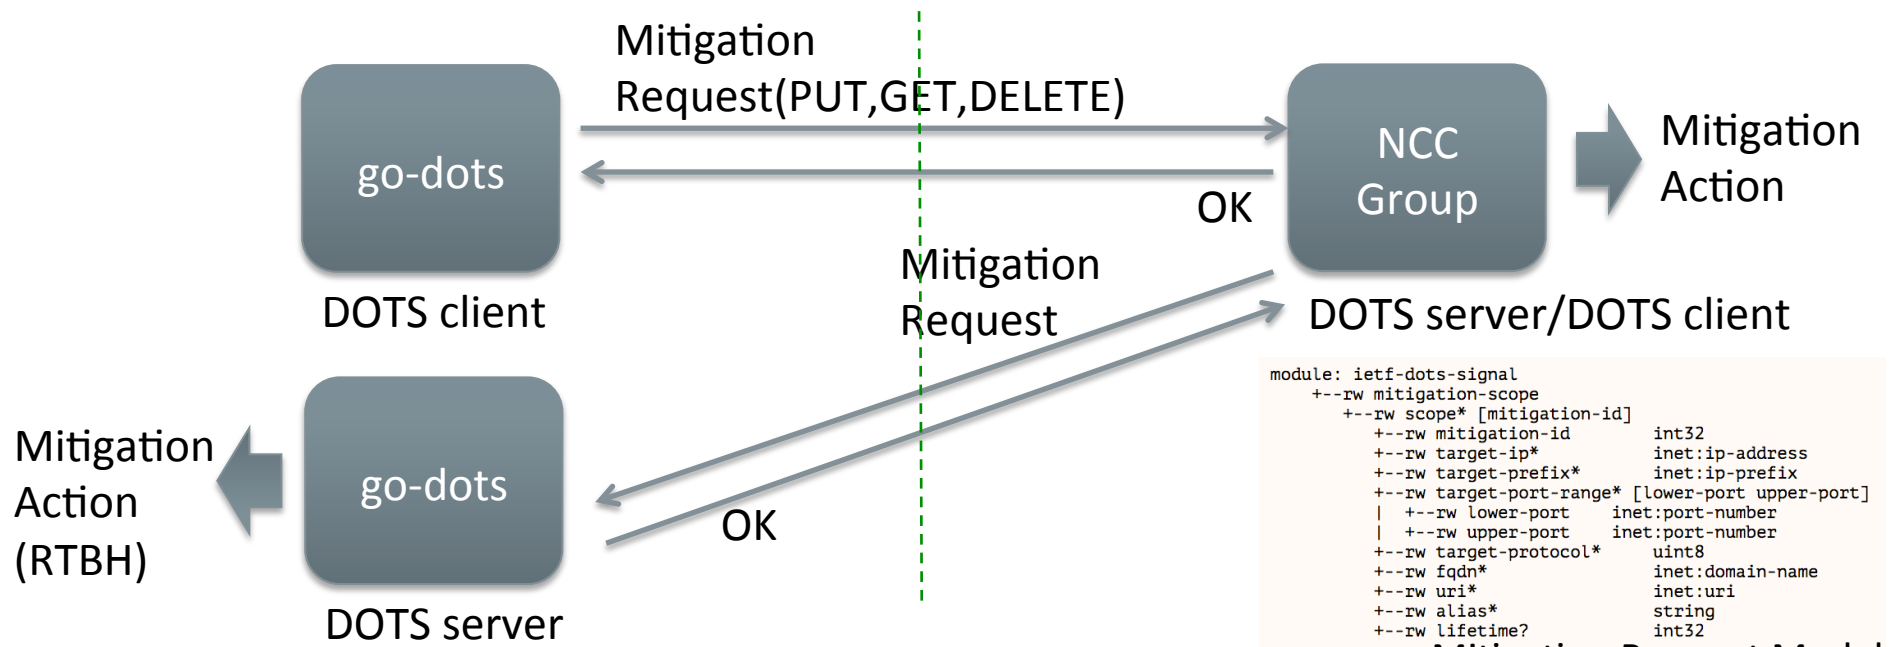 Mitigation
Request(PUT,GET,DELETE)
go-dots
NCC
Group
Mitigation
Action
OK
DOTS client
Mitigation
Request
DOTS server/DOTS client
Mitigation
Action
(RTBH)
go-dots
OK
DOTS server
module: ietf-dots-signal
+--rw mitigation-scope
+--rw scope* [mitigation-id]
+--rw mitigation-id int32
+--rw target-ip* inet:ip-address
+--rw target-prefix* inet:ip-prefix
+--rw target-port-range* [lower-port upper-port]
| +--rw lower-port inet:port-number
| +--rw upper-port inet:port-number
+--rw target-protocol* uint8
+--rw fqdn* inet:domain-name
+--rw uri* inet:uri
+--rw alias* string
+--rw lifetime? int32
Mitigation Request Model